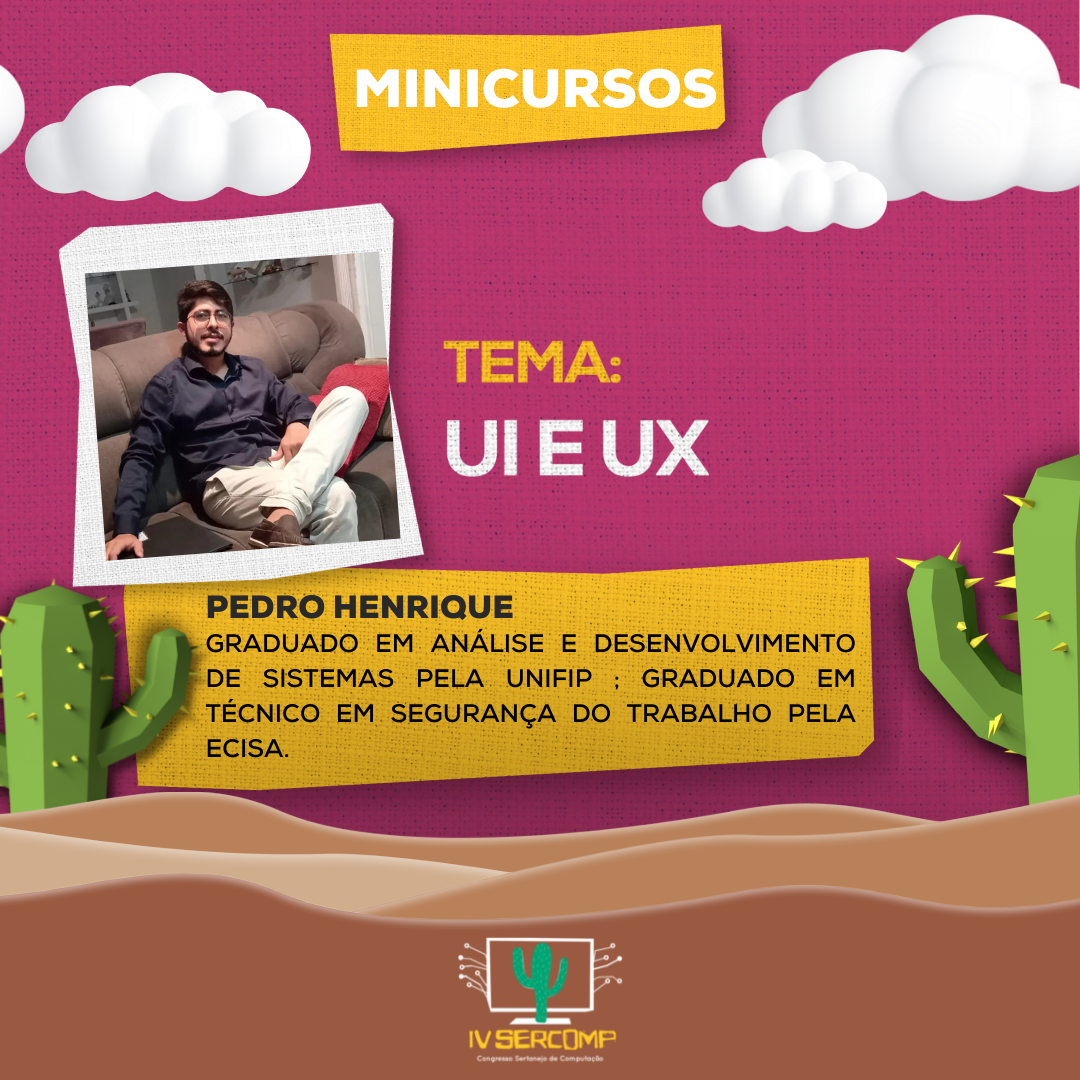 MINICURSOS
TEMA:
UI E UX
PEDRO HENRIQUE
GRADUADO EM ANÁLISE E DESENVOLVIMENTO
DE SISTEMAS PELA UNIFIP ; GRADUADO EM
TÉCNICO EM SEGURANÇA DO TRABALHO PELA
ECISA.
IV SERCOMP
Congresso Sertanejo de Computação